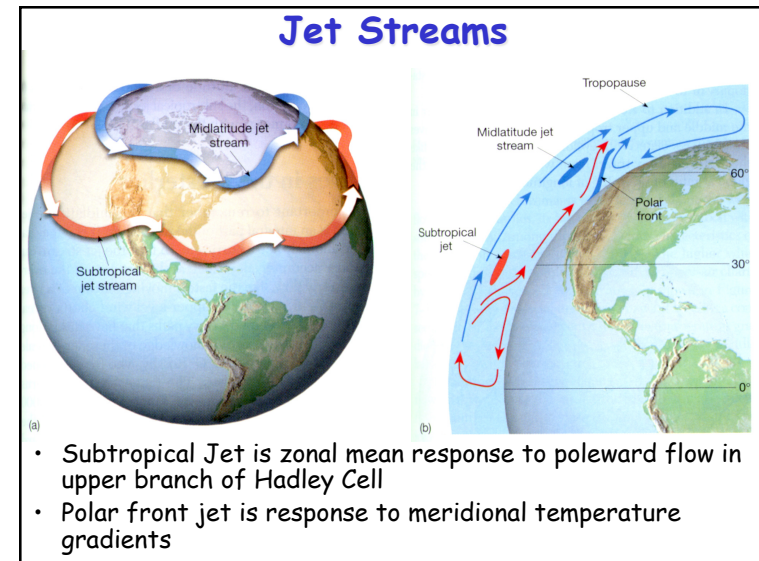 Jet Streams
Midlatitude jet
stream
Subtropical
jet stream
(a)
Tropopause
Midlatitude jet
stream
60°
Polar
front
Subtropical
jet
30°
0°
(b)
• Subtropical Jet is zonal mean response to poleward flow in
upper branch of Hadley Cell
• Polar front jet is response to meridional temperature
gradients